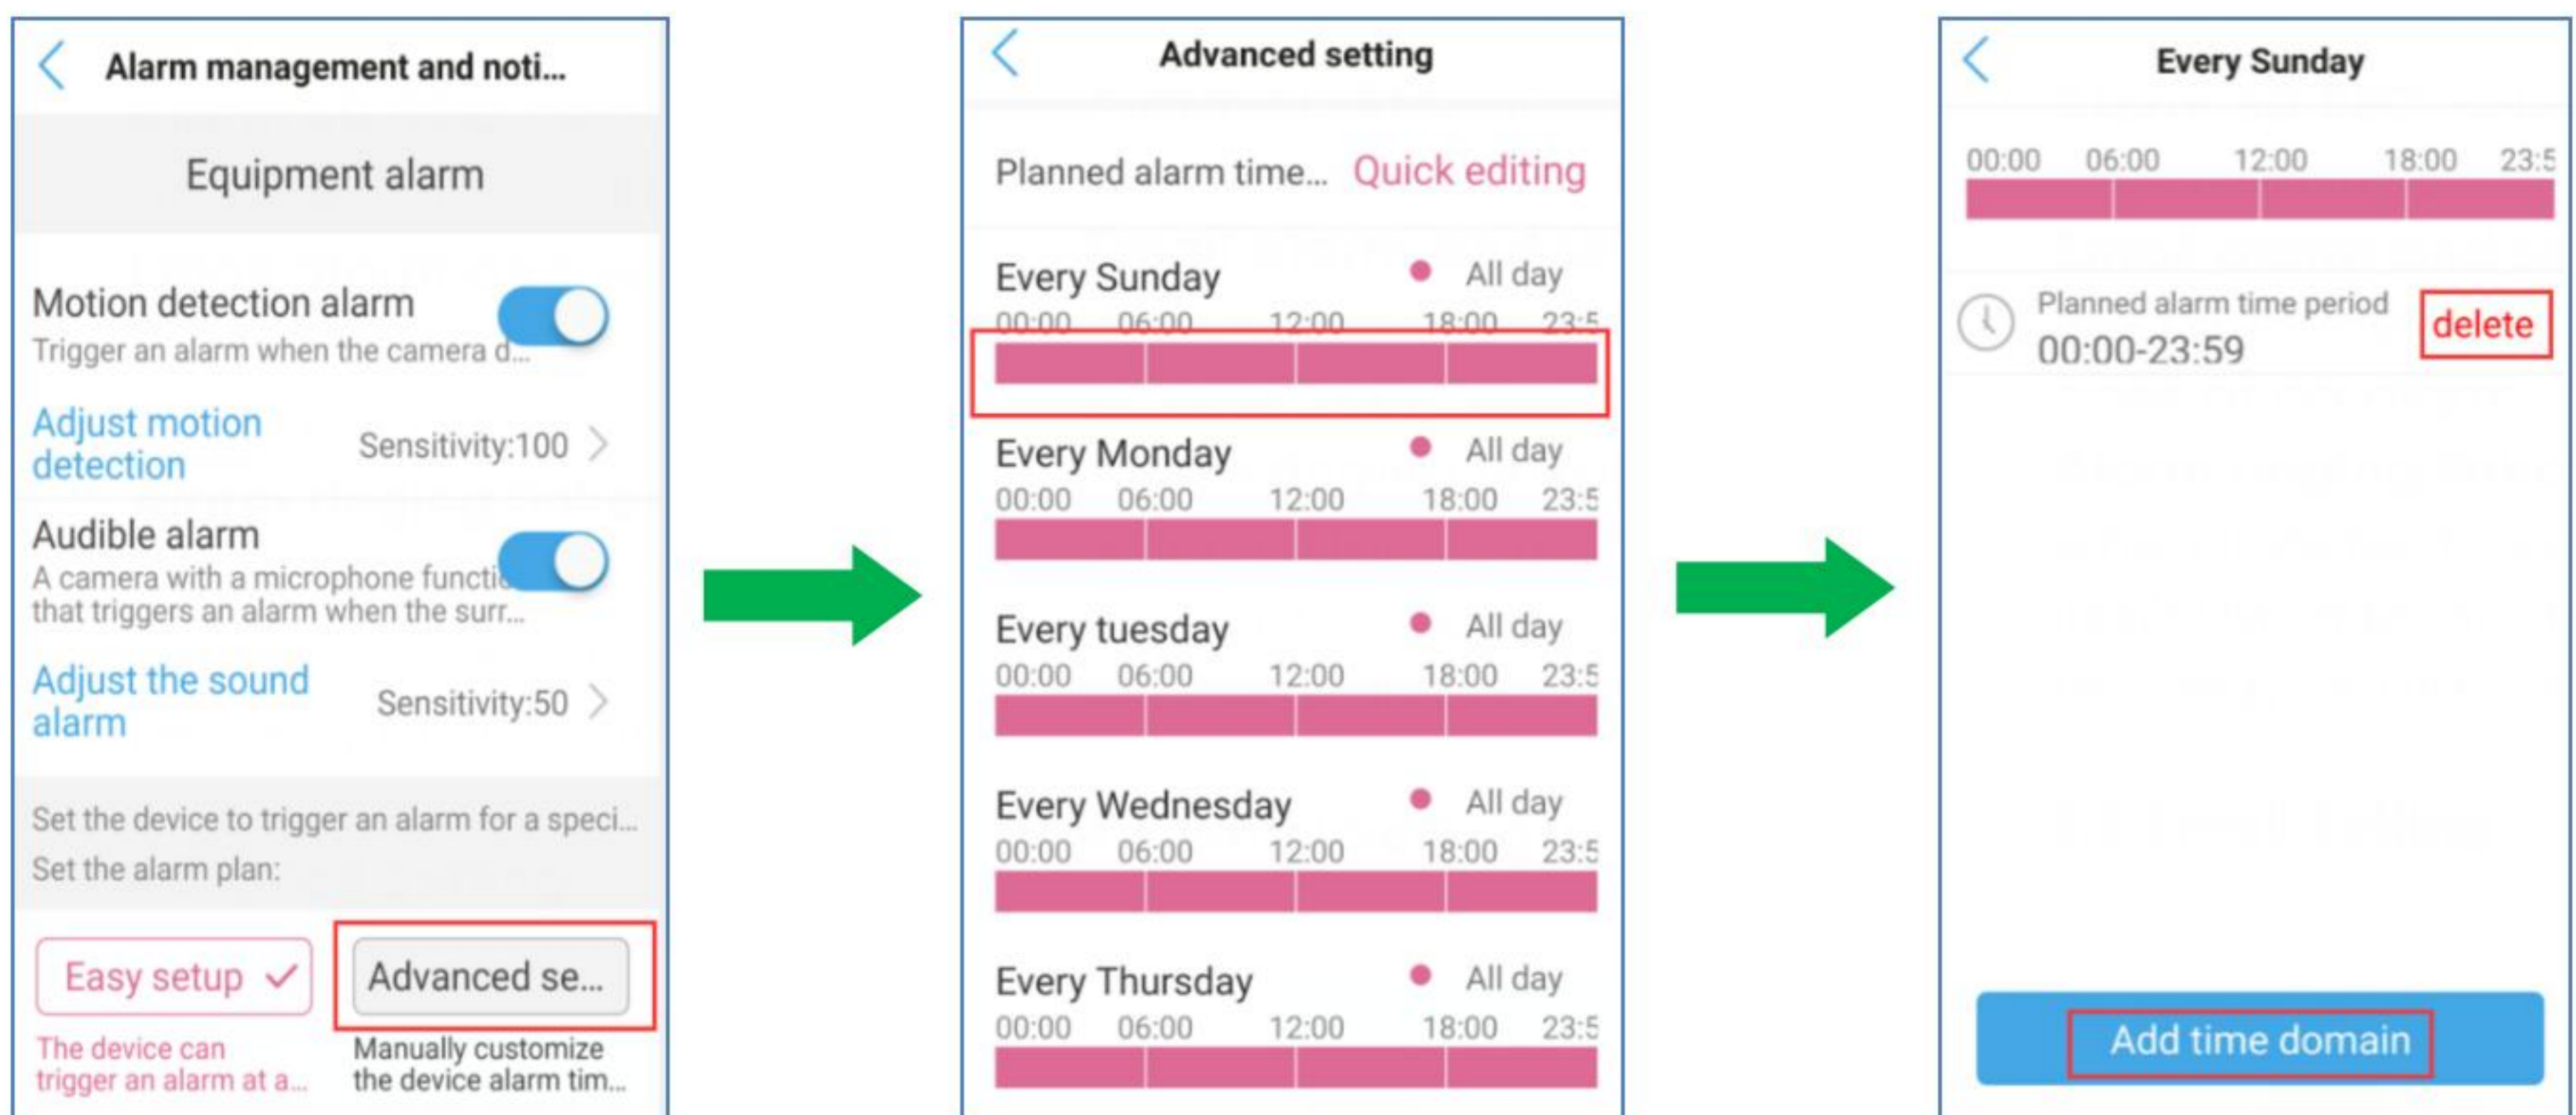 Alarm management and noti...
Equipment alarm
Motion detection alarm
Trigger an alarm when the camera d...
Adjust motion
detection
Sensitivity:100
Audible alarm
A camera with a microphone functi
that triggers an alarm when the surr...
Adjust the sound
alarm
Sensitivity:50
Set the device to trigger an alarm for a speci...
Set the alarm plan:
Easy setup
Advanced se...
The device can
trigger an alarm at a...
Manually customize
the device alarm tim...
Advanced setting
Planned alarm time... Quick editing
Every Sunday All day
00:00 06:00 12:00 18:00 23:5
Every Monday All day
00:00 06:00 12:00 18:00 23:5
Every tuesday All day
00:00 06:00 12:00 18:00 23:5
Every Wednesday All day
00:00 06:00 12:00 18:00 23:5
Every Thursday All day
00:00 06:00 12:00 18:00 23:5
Every Sunday
00:00 06:00 12:00 18:00 23:5
Planned alarm time period
00:00-23:59
delete
Add time domain